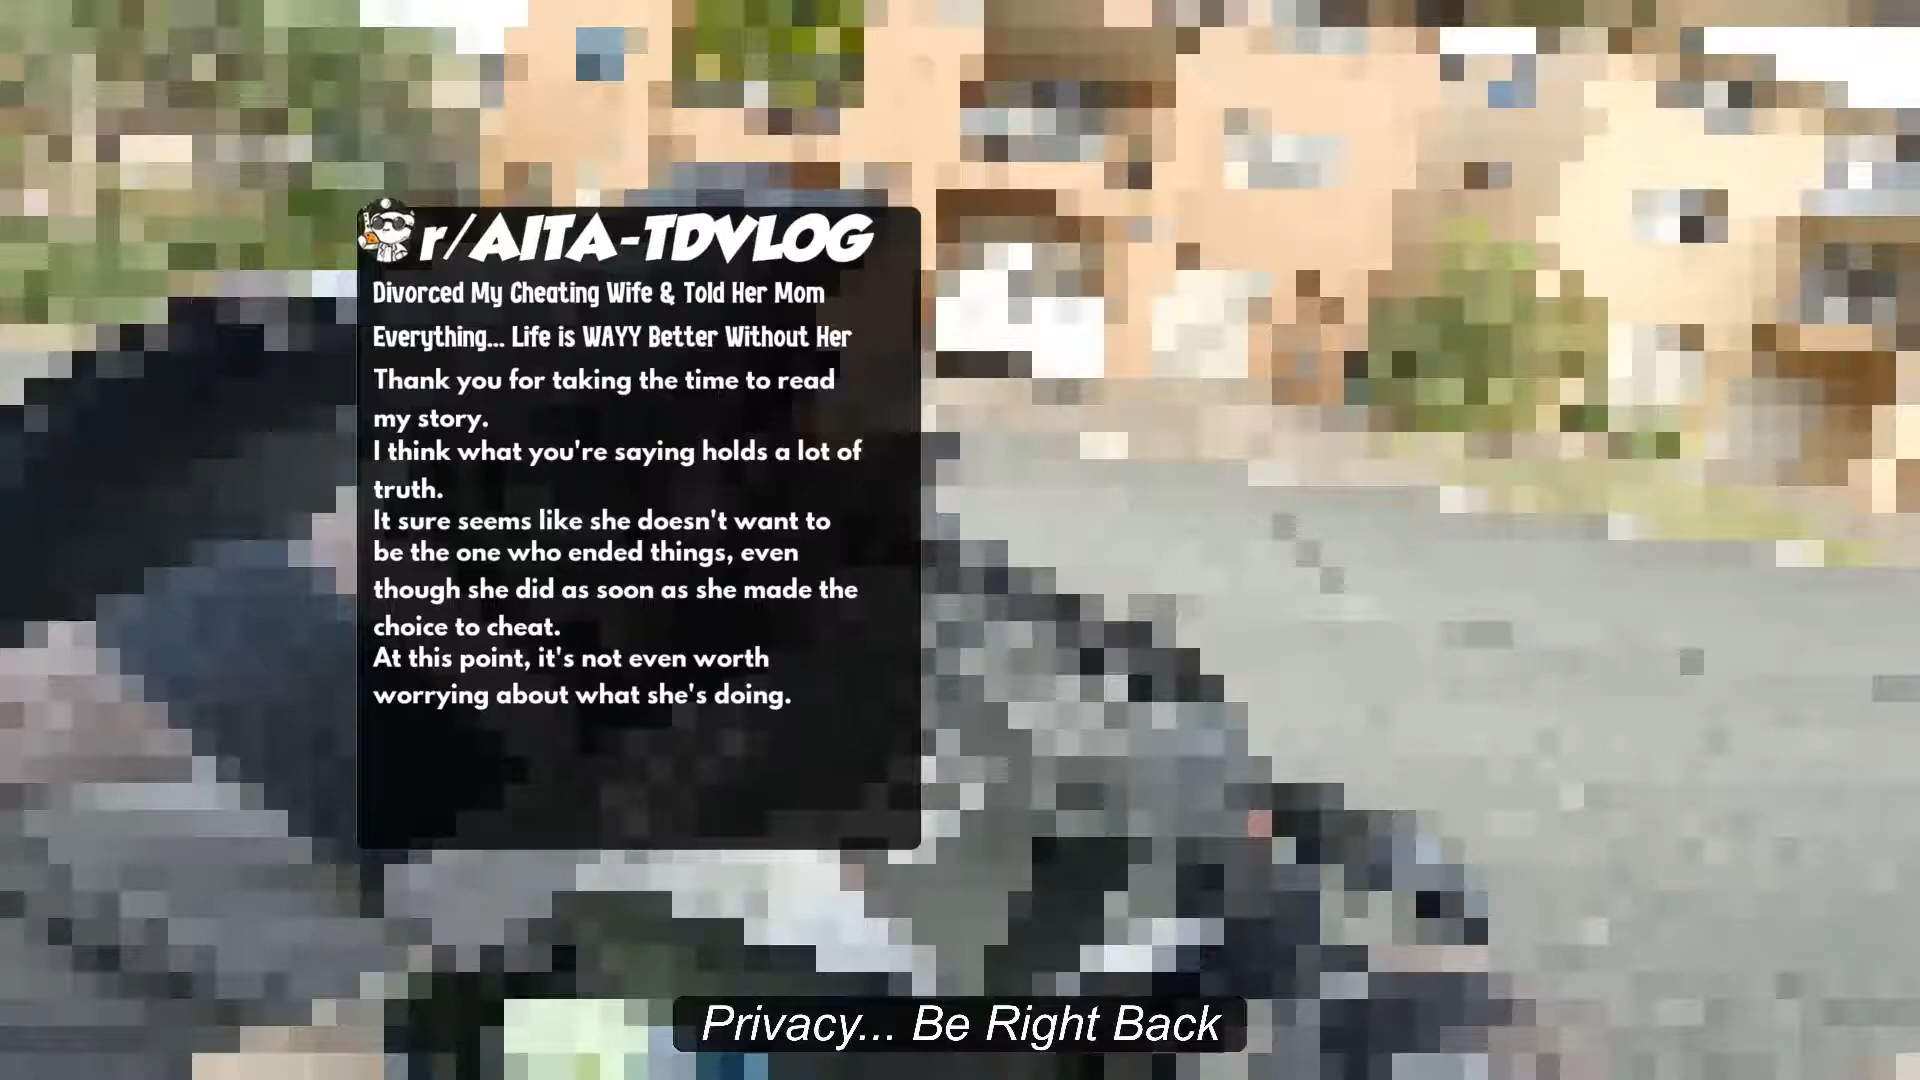 r/AITA-TDVLOG
Divorced My Cheating Wife & Told Her Mom
Everything... Life is WAYY Better Without Her
Thank you for taking the time to read
my story.
I think what you're saying holds a lot of
truth.
It sure seems like she doesn't want to
be the one who ended things, even
though she did as soon as she made the
choice to cheat.
At this point, it's not even worth
worrying about what she's doing.
Privacy... Be Right Back